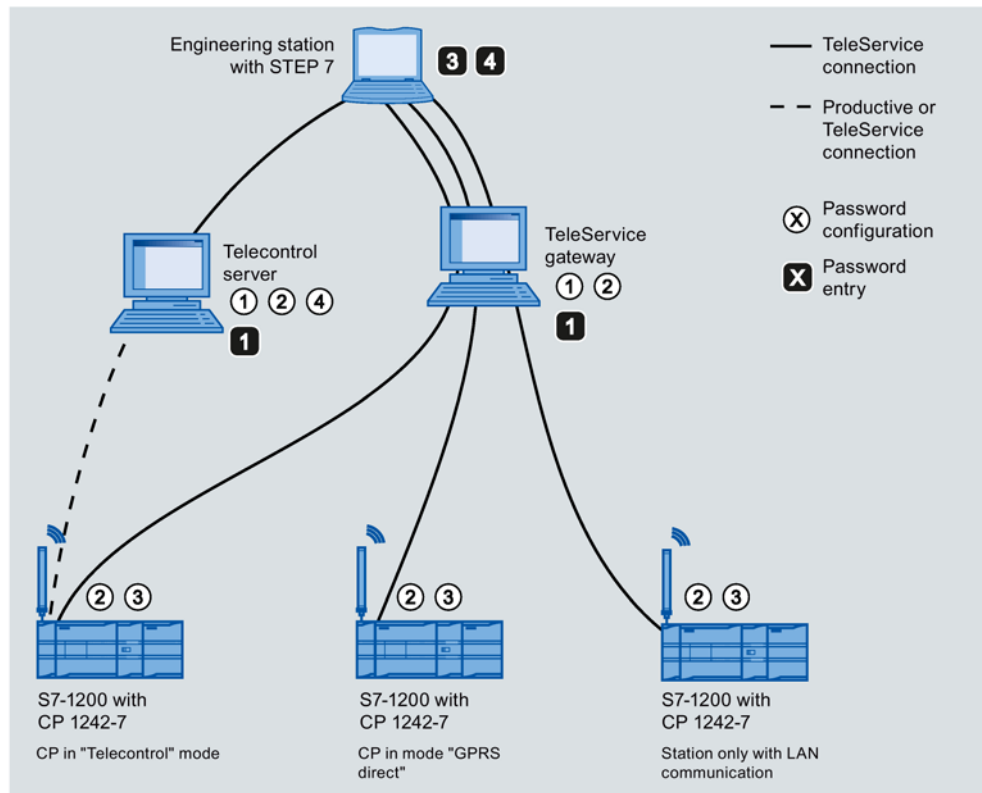 Engineering station
with STEP 7
3 4
TeleService
connection
Productive or
TeleService
connection
X Password
configuration
X Password
entry
Telecontrol
server
1 2 4
1
TeleService
gateway
1 2
1
2 3
2 3
2 3
S7-1200 with
CP 1242-7
CP in "Telecontrol" mode
S7-1200 with
CP 1242-7
CP in mode "GPRS
direct"
S7-1200 with
CP 1242-7
Station only with LAN
communication